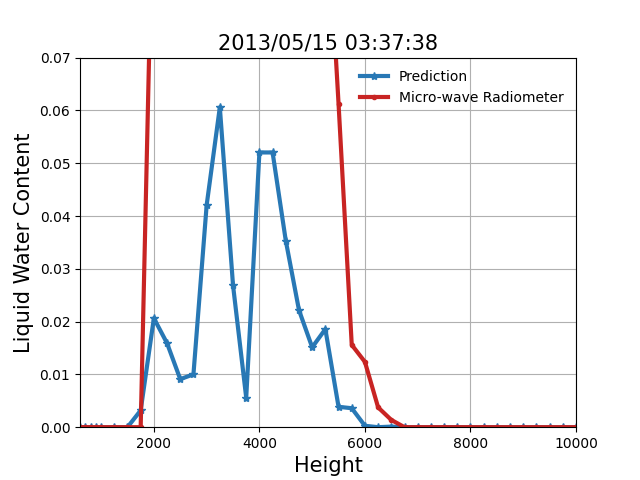 2013/05/15 03:37:38
0.07
0.06
0.05
0.04
0.03
0.02
0.01
0.00
Liquid Water Content
Prediction
Micro-wave Radiometer
2000 4000 6000 8000 10000
Height